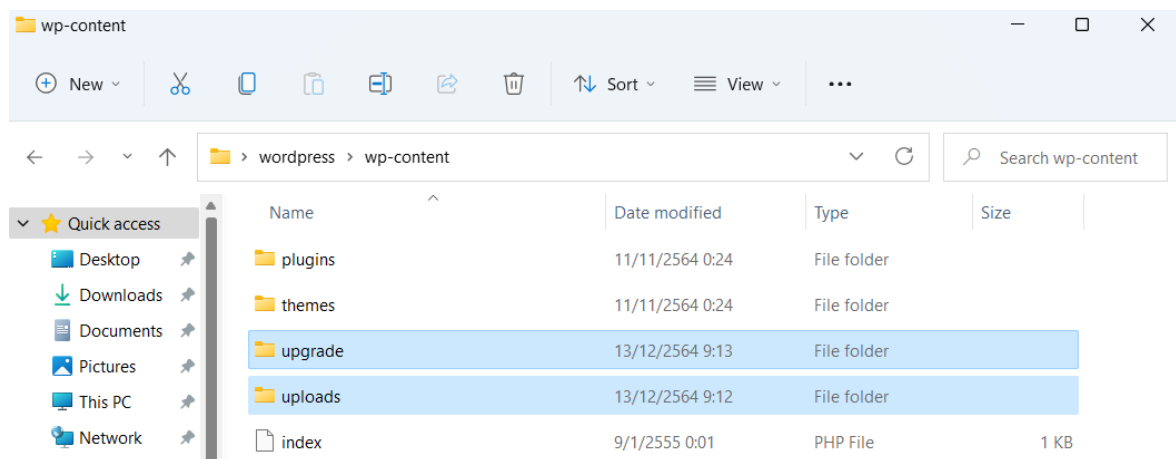 wp-content
New Sort View
wordpress > wp-content Search wp-content
Quick access
Desktop
Downloads
Documents
Pictures
This PC
Network
Name Date modified Type Size
plugins 11/11/2564 0:24 File folder
themes 11/11/2564 0:24 File folder
upgrade 13/12/2564 9:13 File folder
uploads 13/12/2564 9:12 File folder
index 9/1/2555 0:01 PHP File 1 KB